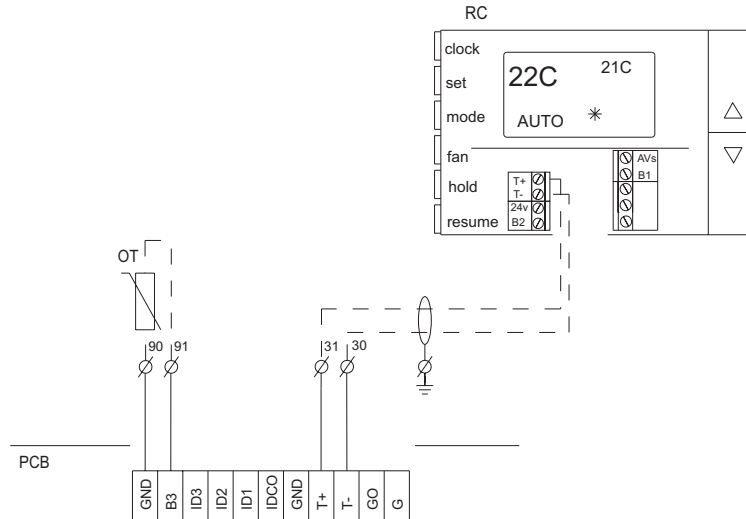 RC
clock
set
mode
fan
hold
resume
22C 21C
AUTO
T+
T-
24v
B2
AVs
B1
OT
90 91 31 30
PCB
GND B3 ID3 ID2 ID1 IDCO GND T+ T- GO G